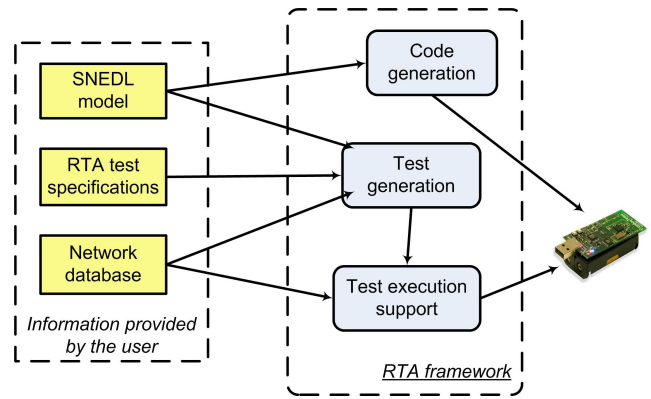 SNEDL
model
RTA test
specifications
Network
database
Information provided
by the user
Code
generation
Test
generation
Test execution
support
RTA framework